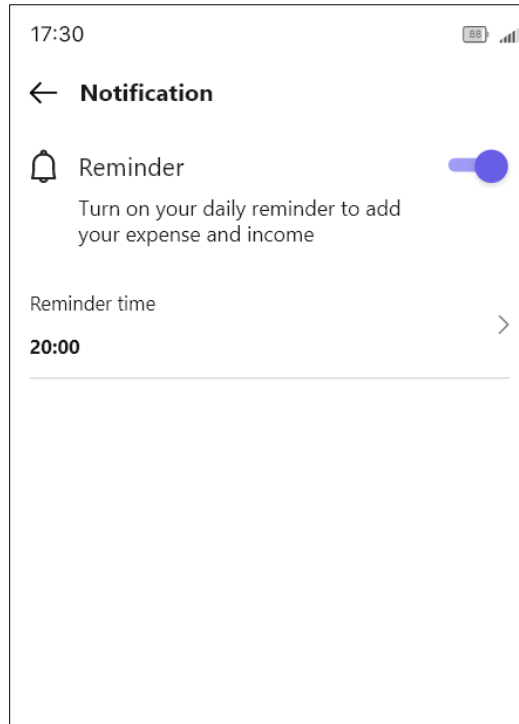 17:30
88
Notification
Reminder
Turn on your daily reminder to add
your expense and income
Reminder time
20:00